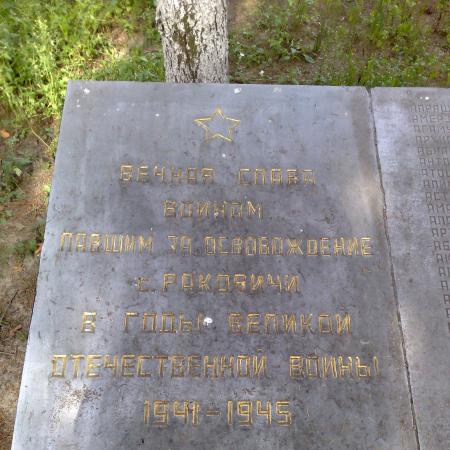 ВЕЧНАЯ СЛАВА
ВОИНАМ
ПАВШИМ ЗА ОСВОБОЖДЕНИЕ
с. РАКОВИЧИ
В ГОДЫ ВЕЛИКОЙ
ОТЕЧЕСТВЕННОЙ ВОЙНЫ
1941-1945